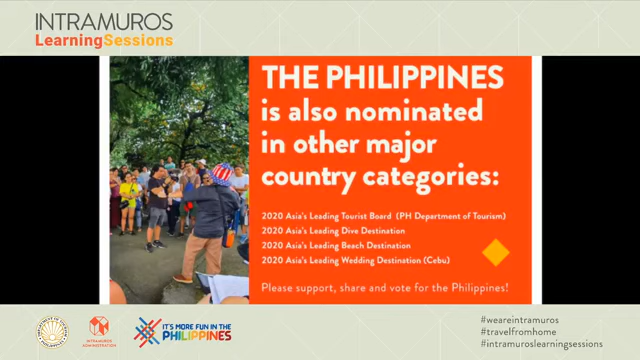 INTRAMUROS
LearningSessions
THE PHILIPPINES
is also nominated
in other major
country categories:
2020 Asia's Leading Tourist Board (PH Department of Tourism)
2020 Asia's Leading Dive Destination
2020 Asia's Leading Beach Destination
2020 Asia's Leading Wedding Destination (Cebu)
Please support, share and vote for the Philippines!
INTRAMUROS
ADMINISTRATION
IT'S MORE FUN IN THE
PHILIPPINES
#weareintramuros
#travelfromhome
#intramuroslearningsessions